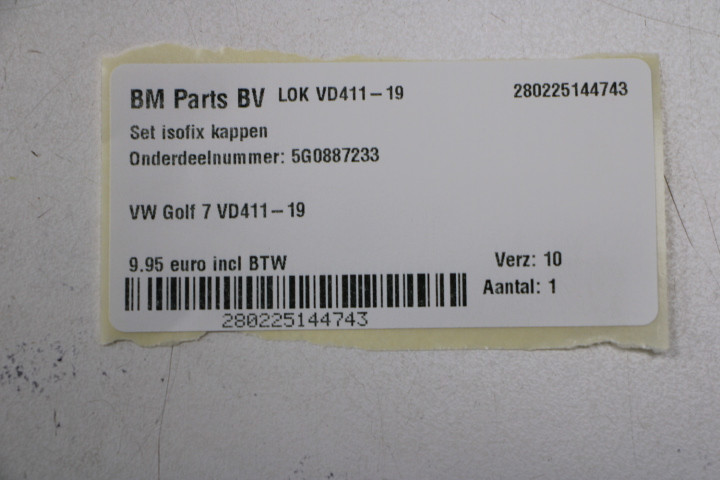 BM Parts BV LOK VD411-19 280225144743
Set isofix kappen
Onderdeelnummer: 5G0887233
VW Golf 7 VD411-19
9.95 euro incl BTW Verz: 10
Aantal: 1
280225144743